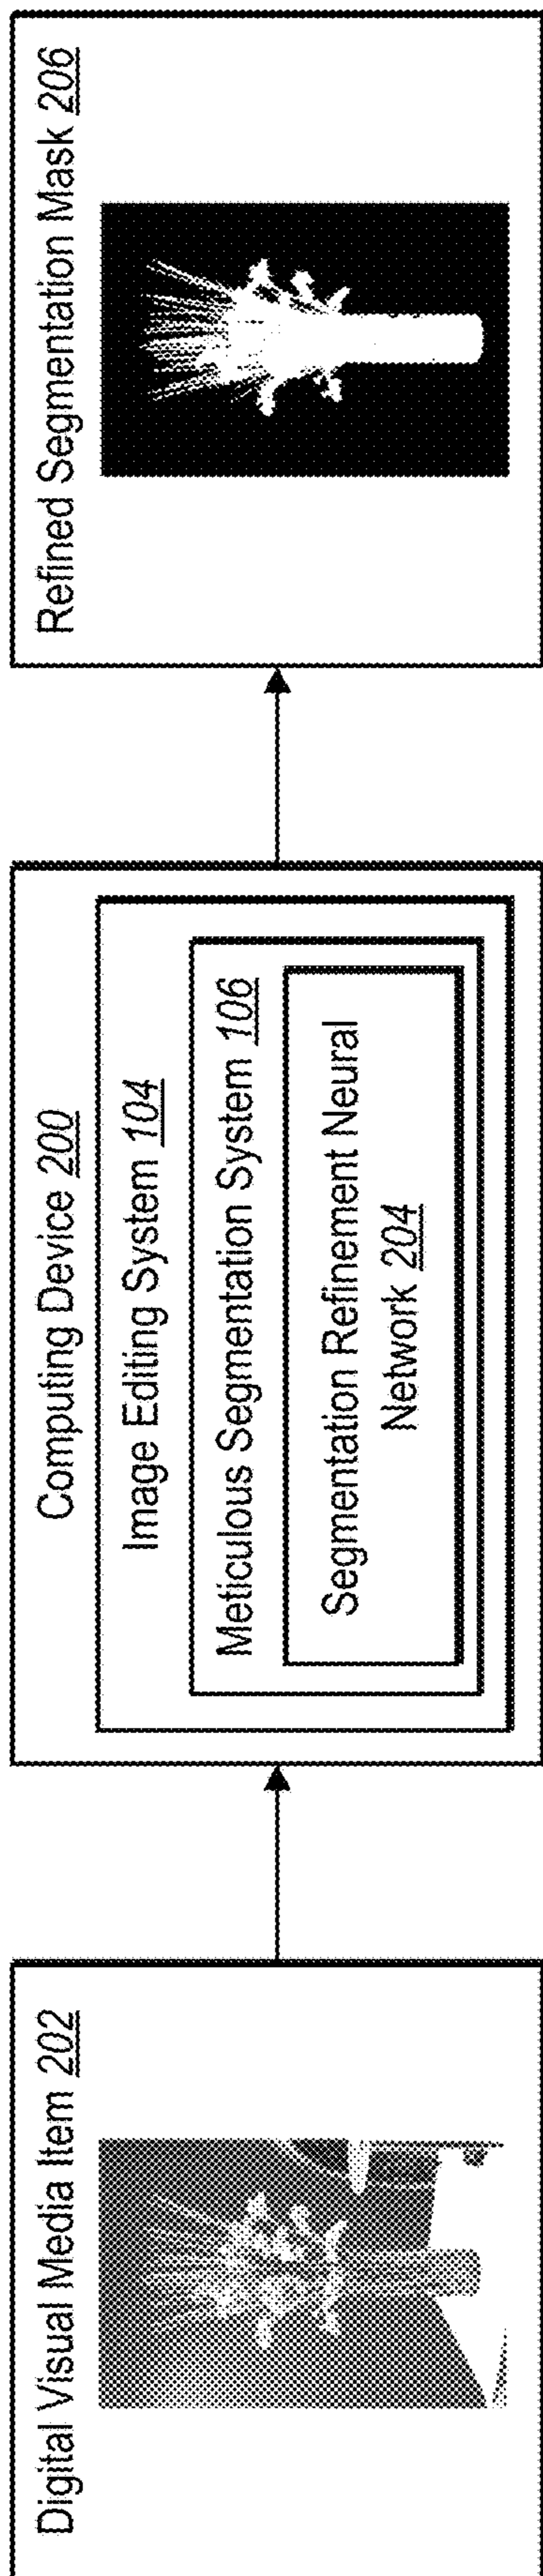 Digital Visual Media Item 202
Computing Device 200
Image Editing System 104
Meticulous Segmentation System 106
Segmentation Refinement Neural
Network 204
Refined Segmentation Mask 206